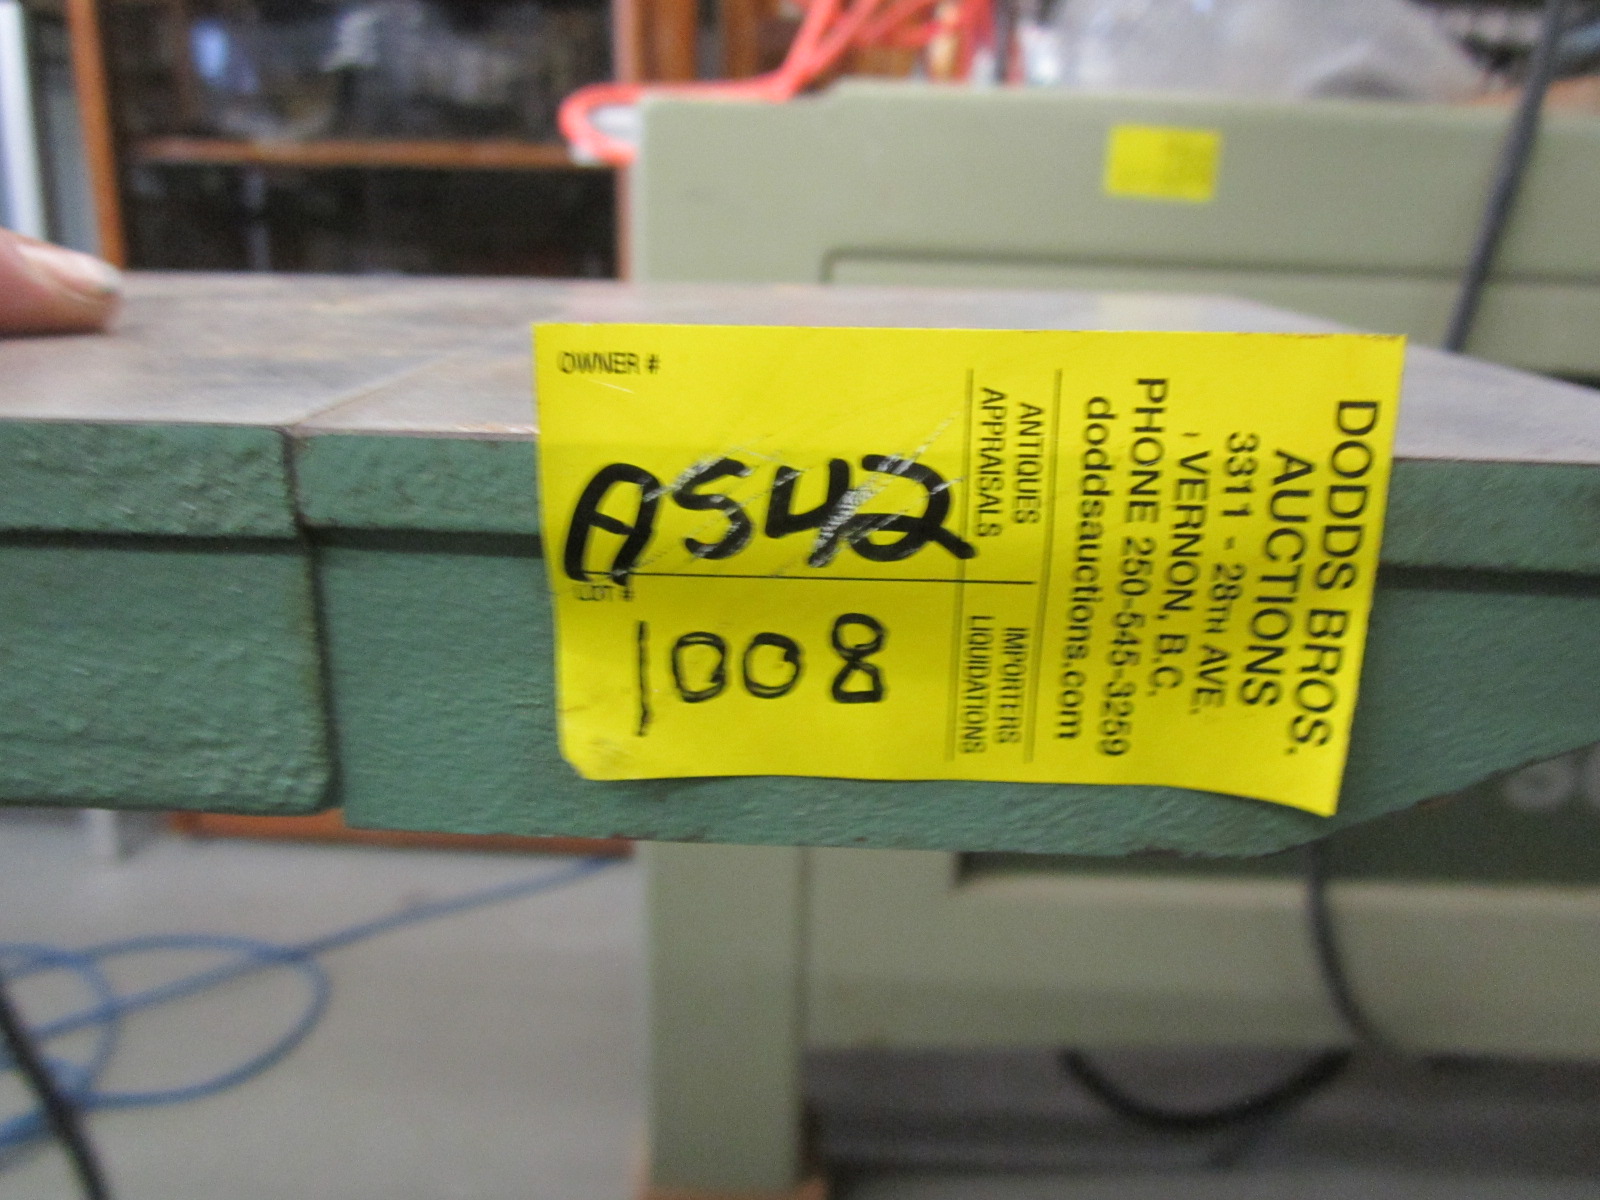 OWNER #
A542
LOT #
1008
ANTIQUES
APPRAISALS
IMPORTERS
LIQUIDATIONS
DODDS BROS.
AUCTIONS
3311 - 28TH AVE.
VERNON, B.C.
PHONE 250-545-3259
doddsauctions.com